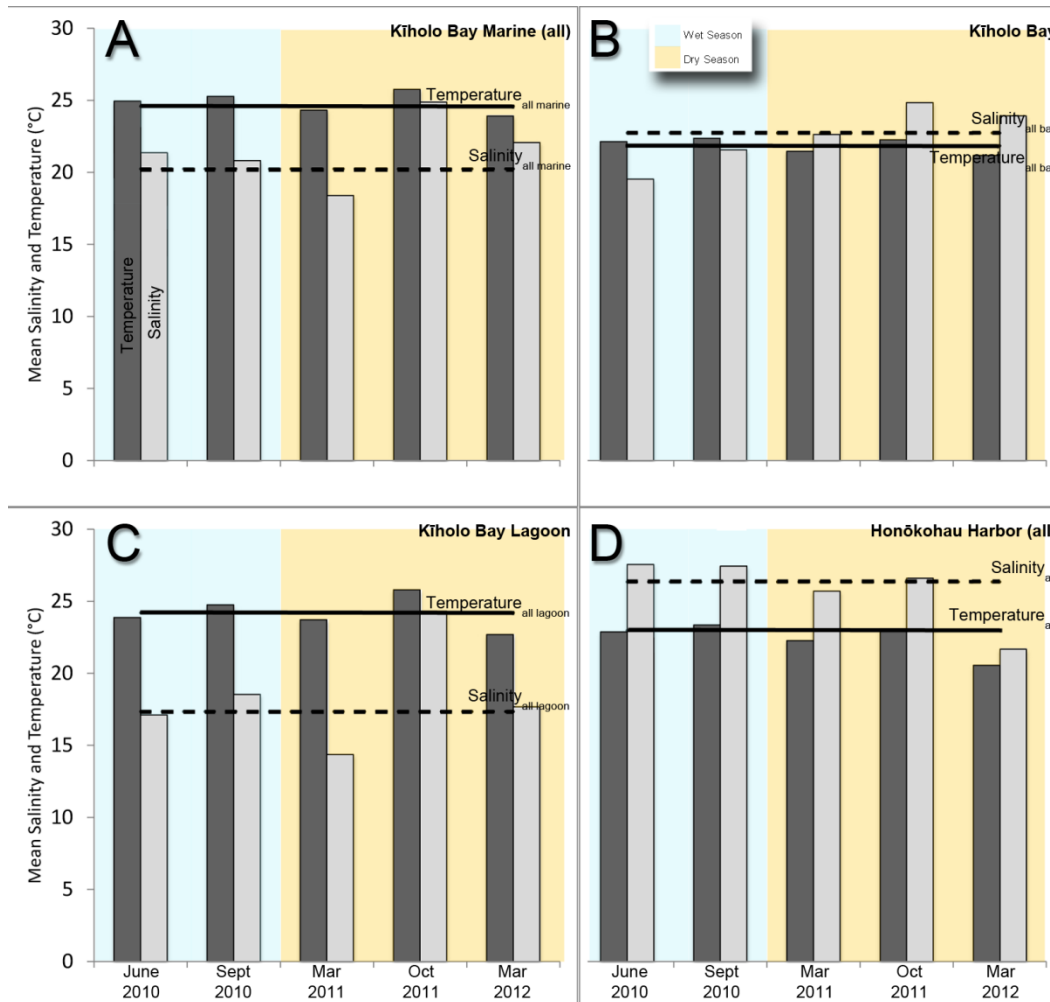 A
Kīholo Bay Marine (all)
Mean Salinity and Temperature (°C)
30
25
20
15
10
5
0
Temperature all marine
Salinity all marine
Temperature
Salinity
B
Wet Season
Dry Season
Kīholo Bay
Salinity all ba
Temperature all ba
C
Kīholo Bay Lagoon
Mean Salinity and Temperature (°C)
30
25
20
15
10
5
0
Temperature all lagoon
Salinity all lagoon
June 2010
Sept 2010
Mar 2011
Oct 2011
Mar 2012
D
Honōkohau Harbor (all
Salinity a
Temperature a
June 2010
Sept 2010
Mar 2011
Oct 2011
Mar 2012